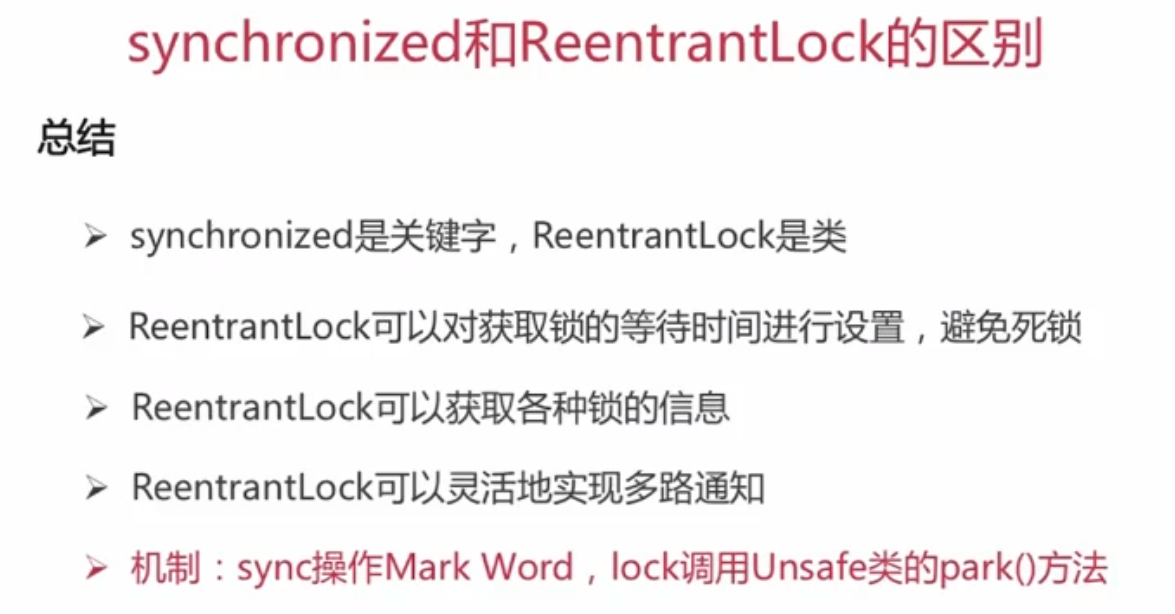 synchronized和ReentrantLock的区别
总结
➢ synchronized是关键字，ReentrantLock是类
➢ ReentrantLock可以对获取锁的等待时间进行设置，避免死锁
➢ ReentrantLock可以获取各种锁的信息
➢ ReentrantLock可以灵活地实现多路通知
➢ 机制：sync操作Mark Word，lock调用Unsafe类的park()方法